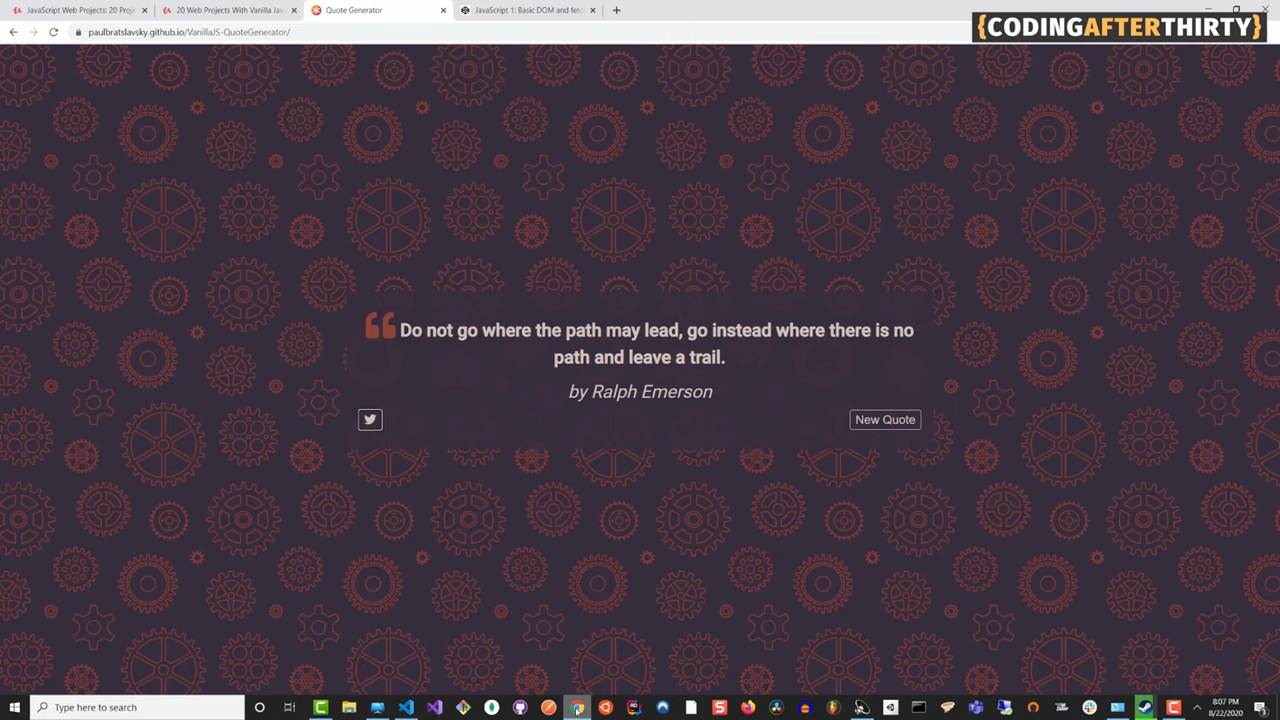 JavaScript Web Projects: 20 Proje
20 Web Projects With Vanilla Jav
Quote Generator
JavaScript 1: Basic DOM and fetc
{CODINGAFTERTHIRTY}
paulbratslavsky.github.io/VanillaJS-QuoteGenerator/
“ Do not go where the path may lead, go instead where there is no
path and leave a trail.
by Ralph Emerson
New Quote
Type here to search
8:07 PM
8/22/2020